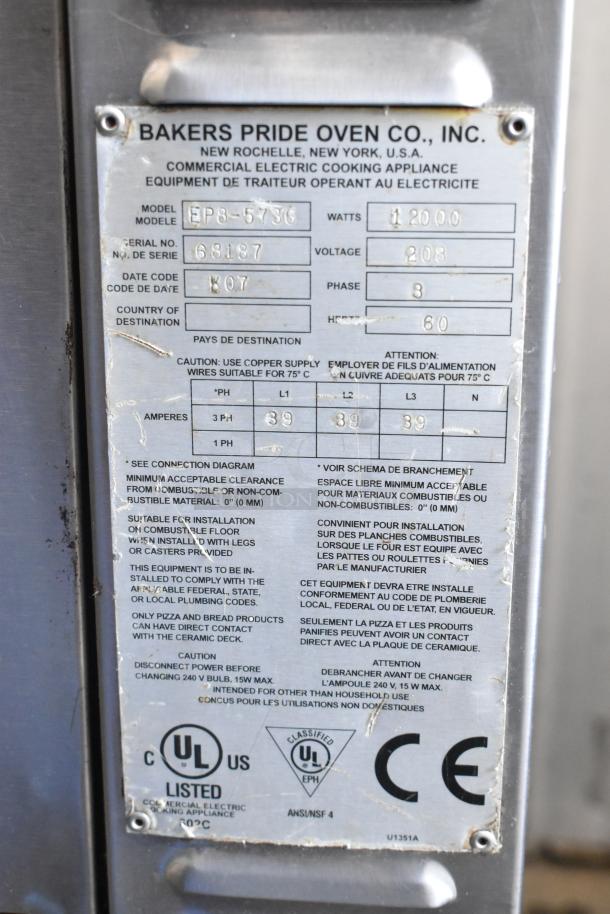 BAKERS PRIDE OVEN CO., INC.
NEW ROCHELLE, NEW YORK, U.S.A.
COMMERCIAL ELECTRIC COOKING APPLIANCE
EQUIPMENT DE TRAITEUR OPERANT AU ELECTRICITE
MODEL EP8-5736 WATTS 12000
MODELE
SERIAL NO. 68187 VOLTAGE 208
NO. DE SERIE
DATE CODE 807 PHASE 3
CODE DE DATE
COUNTRY OF HERTZ 60
DESTINATION
PAYS DE DESTINATION
CAUTION: USE COPPER SUPPLY
WIRES SUITABLE FOR 75° C
ATTENTION:
EMPLOYER DE FILS D'ALIMENTATION
EN CUIVRE ADEQUATS POUR 75° C
*PH L1 L2 L3 N
AMPERES 3 PH 39 39 39
1 PH
* SEE CONNECTION DIAGRAM
MINIMUM ACCEPTABLE CLEARANCE
FROM COMBUSTIBLE OR NON-COM-
BUSTIBLE MATERIAL: 0" (0 MM)
SUITABLE FOR INSTALLATION
ON COMBUSTIBLE FLOOR
WHEN INSTALLED WITH LEGS
OR CASTERS PROVIDED
THIS EQUIPMENT IS TO BE IN-
STALLED TO COMPLY WITH THE
APPLICABLE FEDERAL, STATE,
OR LOCAL PLUMBING CODES.
ONLY PIZZA AND BREAD PRODUCTS
CAN HAVE DIRECT CONTACT
WITH THE CERAMIC DECK.
CAUTION
DISCONNECT POWER BEFORE
CHANGING 240 V BULB, 15W MAX.
* VOIR SCHEMA DE BRANCHEMENT
ESPACE LIBRE MINIMUM ACCEPTABLE
POUR MATERIAUX COMBUSTIBLES OU
NON-COMBUSTIBLES: 0" (0 MM)
CONVINIENT POUR INSTALLATION
SUR DES PLANCHES COMBUSTIBLES.
LORSQUE LE FOUR EST EQUIPE AVEC
LES PATTES OU ROULETTES FOURNIES
PAR LE MANUFACTURIER
CET EQUIPMENT DEVRA ETRE INSTALLE
CONFORMEMENT AU CODE DE PLOMBERIE
LOCAL, FEDERAL OU DE L'ETAT, EN VIGUEUR.
SEULEMENT LA PIZZA ET LES PRODUITS
PANIFIES PEUVENT AVOIR UN CONTACT
DIRECT AVEC LA PLAQUE DE CERAMIQUE.
ATTENTION
DEBRANCHER AVANT DE CHANGER
L'AMPOULE 240 V, 15 W MAX.
INTENDED FOR OTHER THAN HOUSEHOLD USE
CONCUS POUR LES UTILISATIONS NON DOMESTIQUES
C UL US
LISTED
COMMERCIAL ELECTRIC
COOKING APPLIANCE
602C
CLASSIFIED
UL
EPH
ANSI/NSF 4
CE
U1351A